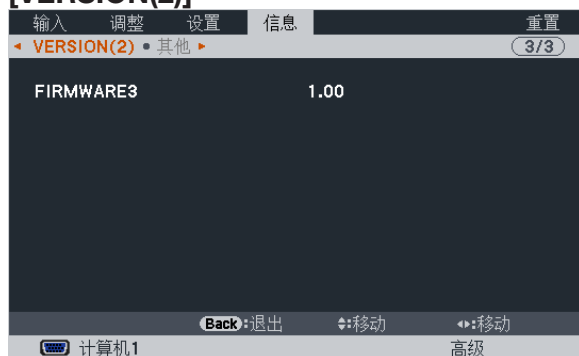 [VERSION(2)]
输入 调整 设置 信息 重置
◂ VERSION(2) • 其他 ▸ 3/3
FIRMWARE3 1.00
Back:退出 ♦:移动 ◂▸:移动
计算机1 高级